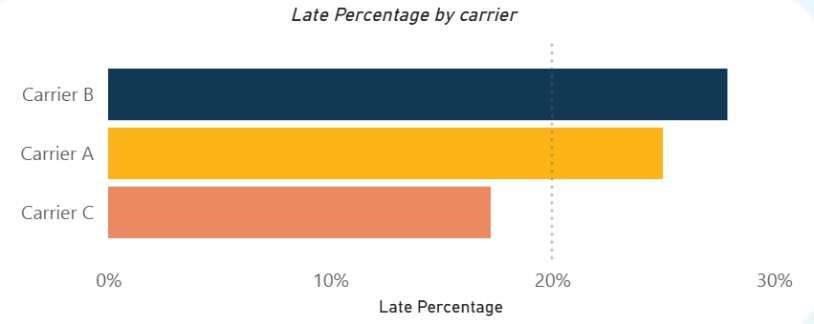 Late Percentage by carrier
Carrier B
Carrier A
Carrier C
0% 10% 20% 30%
Late Percentage